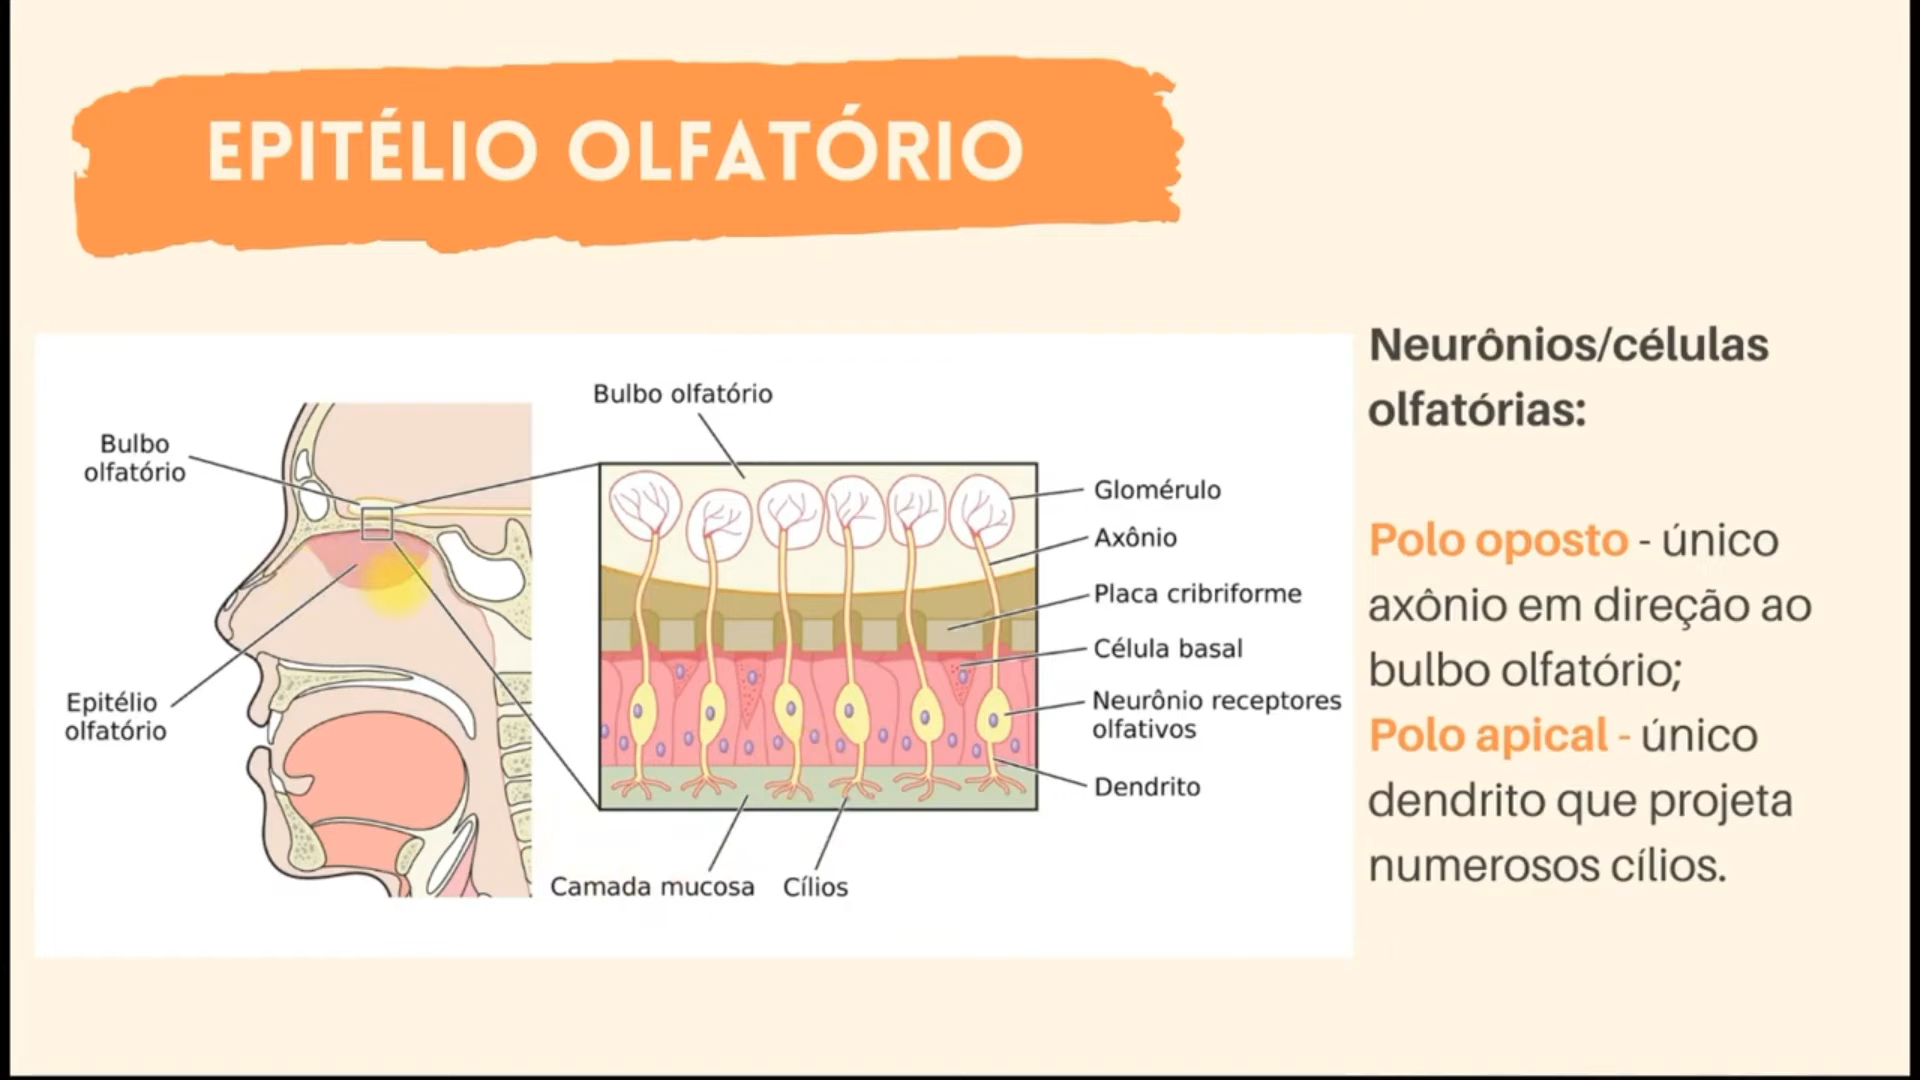 EPITÉLIO OLFATÓRIO
Bulbo
olfatório
Epitélio
olfatório
Bulbo olfatório
Glomérulo
Axônio
Placa cribriforme
Célula basal
Neurônio receptores
olfativos
Dendrito
Camada mucosa
Cílios
Neurônios/células
olfatórias:
Polo oposto - único
axônio em direção ao
bulbo olfatório;
Polo apical - único
dendrito que projeta
numerosos cílios.